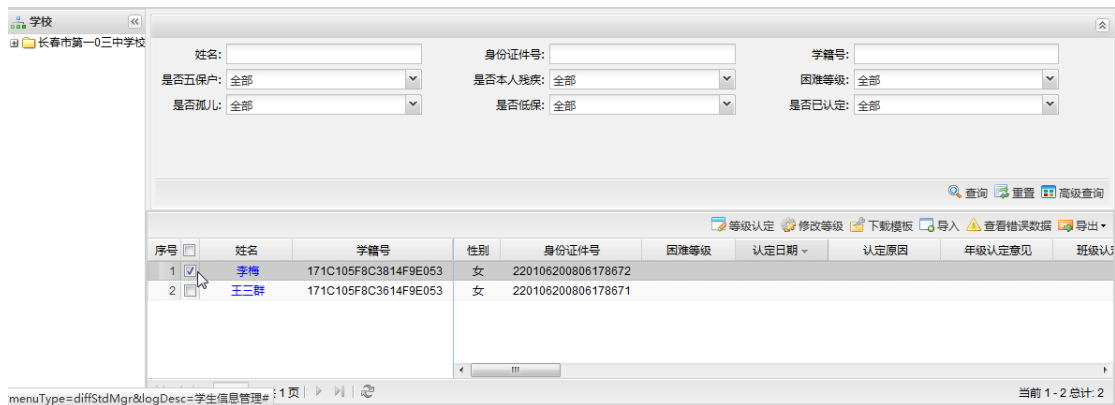 学校
长春市第一0三中学校
姓名: 身份证件号: 学籍号:
是否五保户: 全部 是否本人残疾: 全部 困难等级: 全部
是否孤儿: 全部 是否低保: 全部 是否已认定: 全部
查询 重置 高级查询
等级认定 修改等级 下载模板 导入 查看错误数据 导出
序号 姓名 学籍号 性别 身份证件号 困难等级 认定日期 认定原因 年级认定意见 班级认
1 李梅 171C105F8C3814F9E053 女 220106200806178672
2 王三群 171C105F8C3614F9E053 女 220106200806178671
1页 当前 1 - 2 总计: 2
menuType=diffStdMgr&logDesc=学生信息管理#